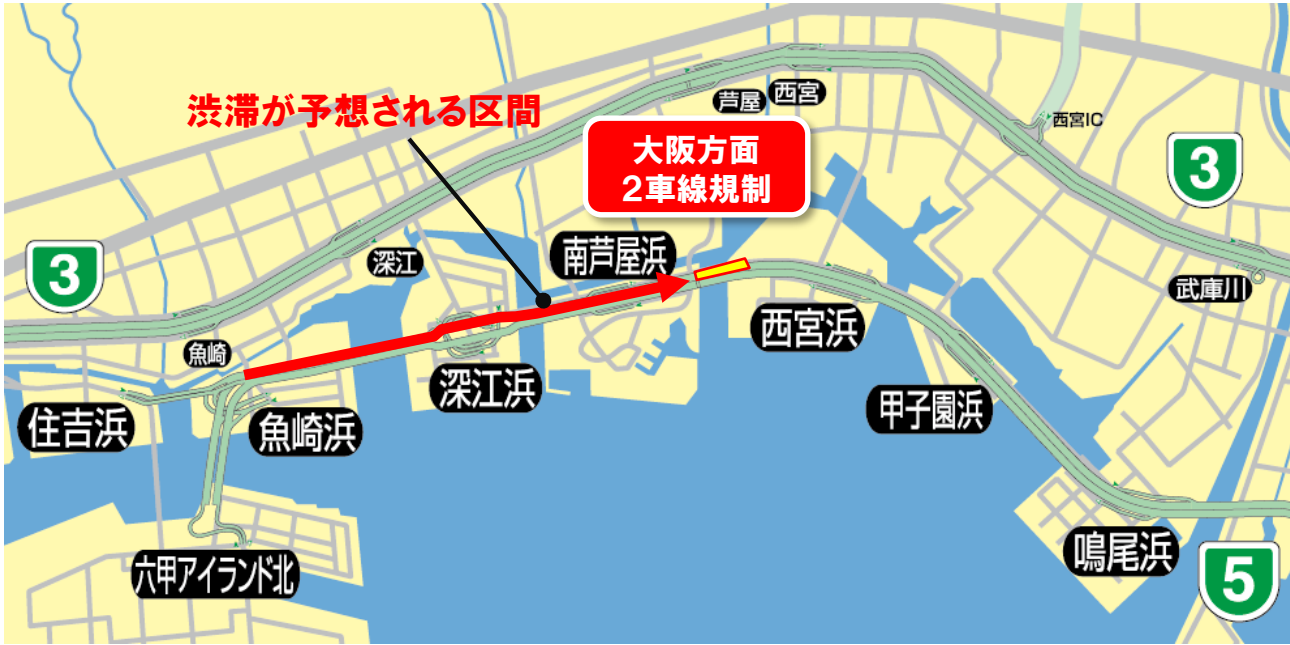 芦屋
西宮
渋滞が予想される区間
西宮IC
大阪方面
2車線規制
3
深江
南芦屋浜
3
武庫川
魚崎
西宮浜
深江浜
甲子園浜
住吉浜
魚崎浜
鳴尾浜
六甲アイランド北
5